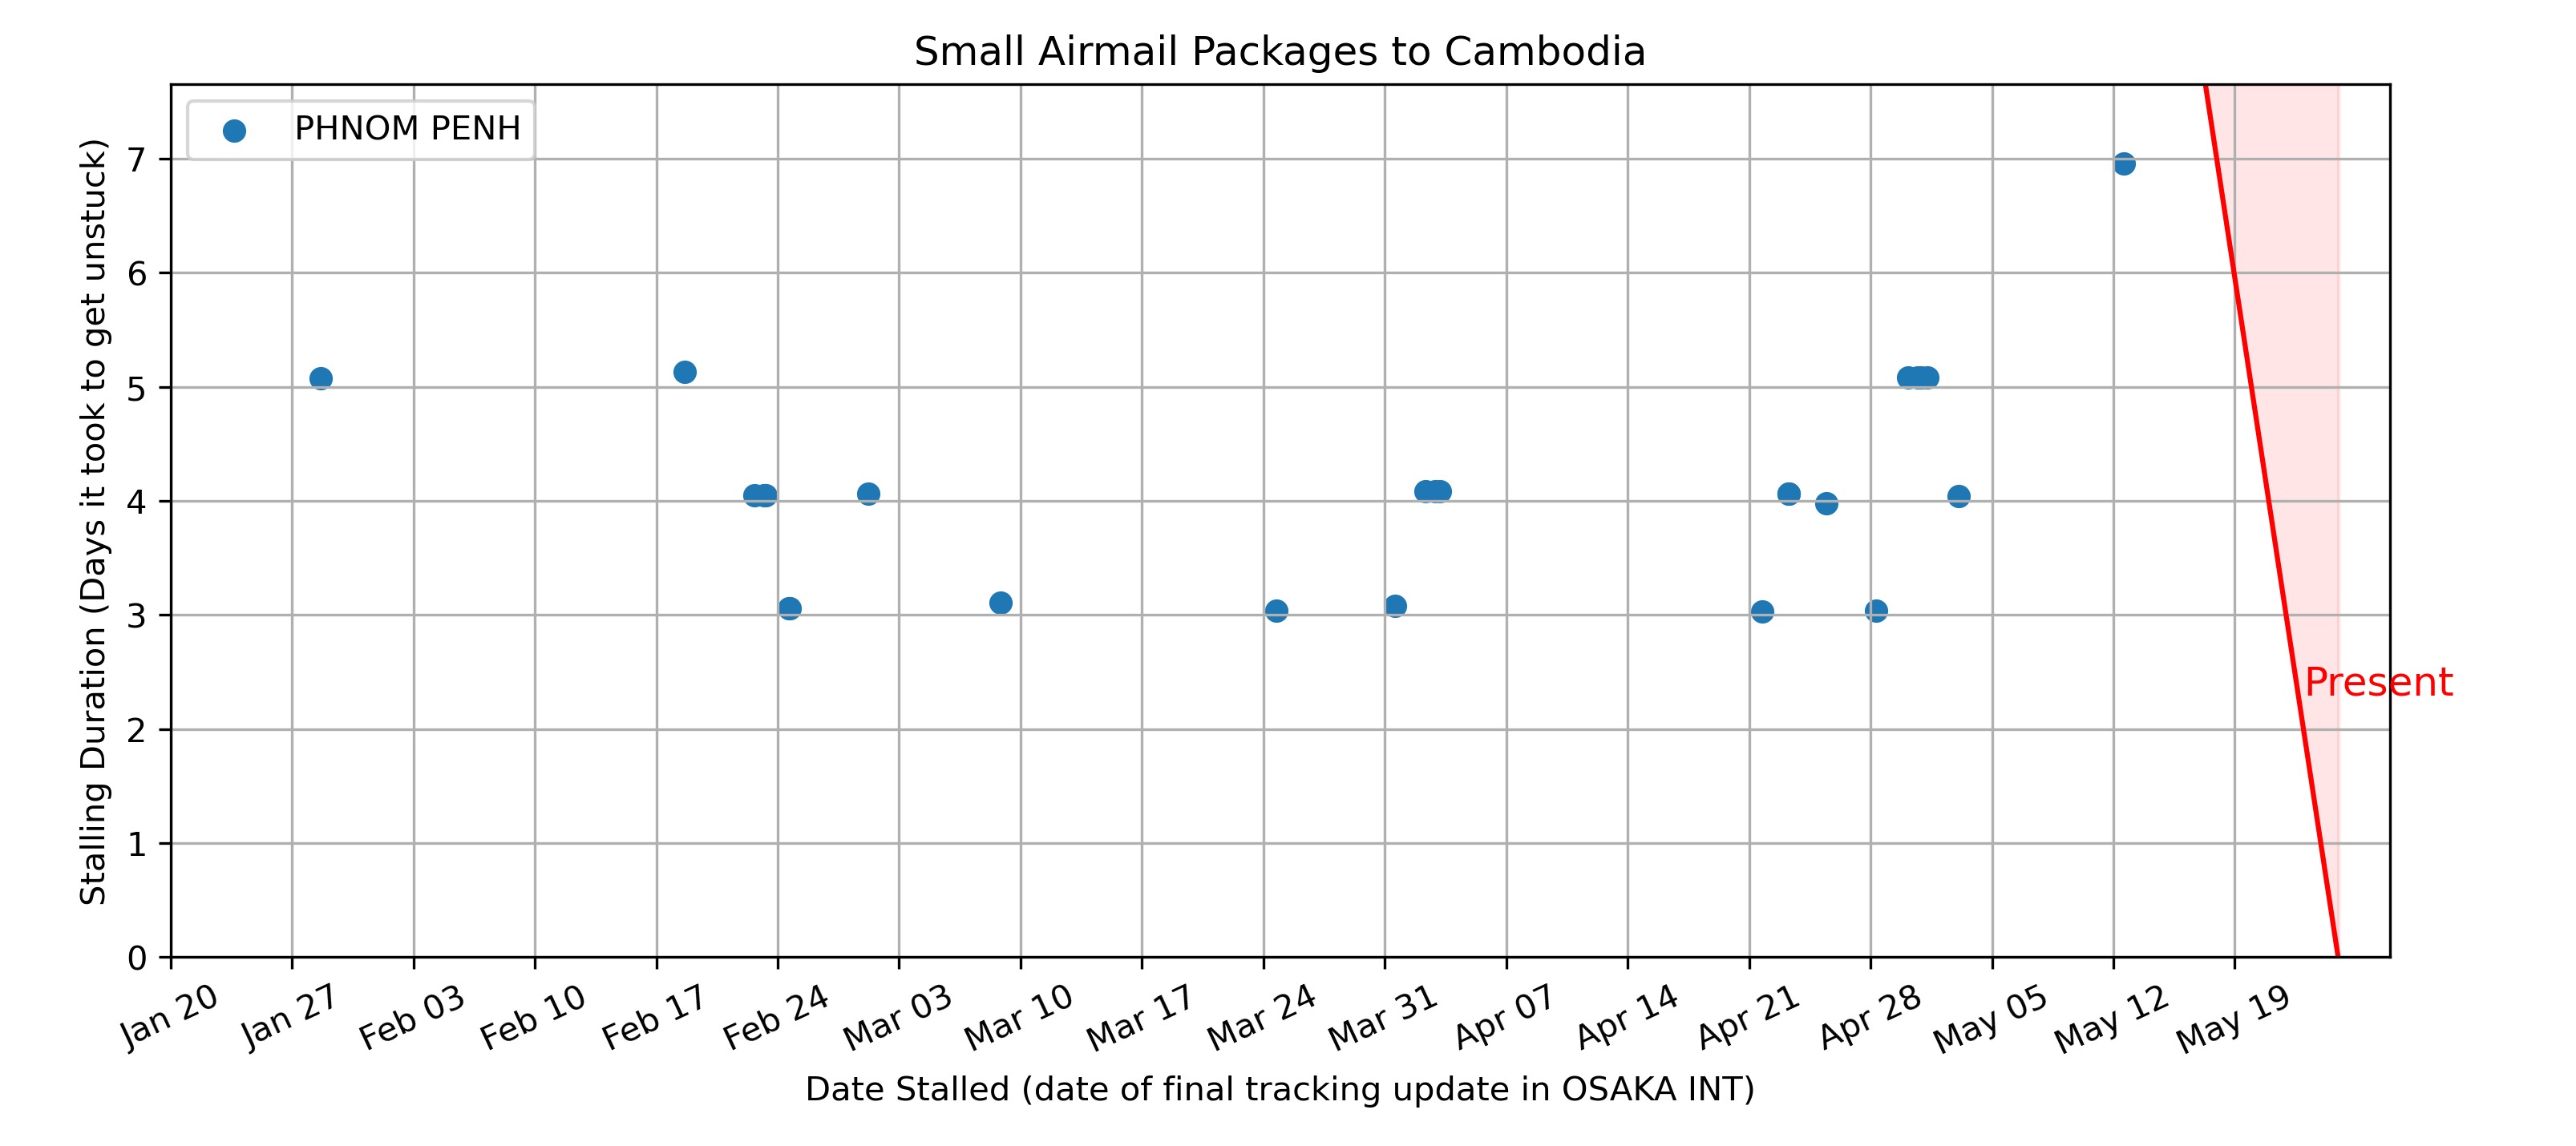 Small Airmail Packages to Cambodia
PHNOM PENH
Stalling Duration (Days it took to get unstuck)
7
6
5
4
3
2
1
0
Present
Jan 20
Jan 27
Feb 03
Feb 10
Feb 17
Feb 24
Mar 03
Mar 10
Mar 17
Mar 24
Mar 31
Apr 07
Apr 14
Apr 21
Apr 28
May 05
May 12
May 19
Date Stalled (date of final tracking update in OSAKA INT)